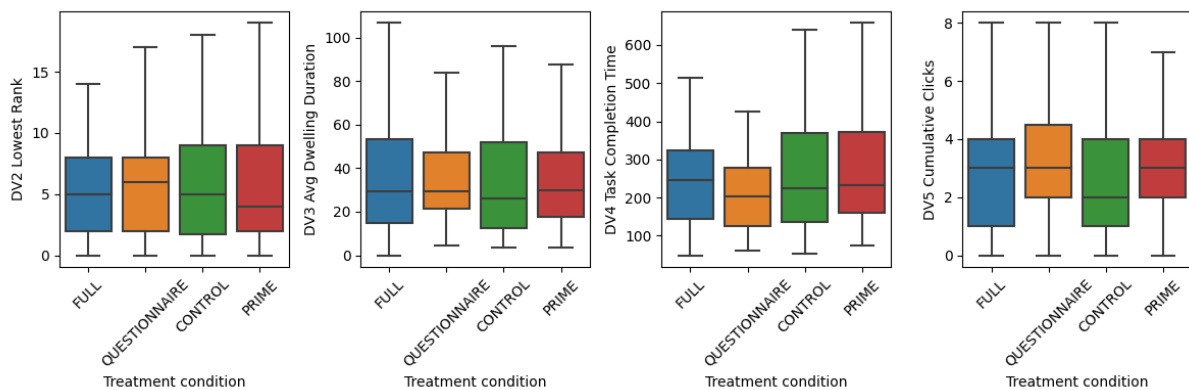 DV2 Lowest Rank
15
10
5
0
FULL
QUESTIONNAIRE
CONTROL
PRIME
Treatment condition
DV3 Avg Dwelling Duration
100
80
60
40
20
0
FULL
QUESTIONNAIRE
CONTROL
PRIME
Treatment condition
DV4 Task Completion Time
600
500
400
300
200
100
FULL
QUESTIONNAIRE
CONTROL
PRIME
Treatment condition
DV5 Cumulative Clicks
8
6
4
2
0
FULL
QUESTIONNAIRE
CONTROL
PRIME
Treatment condition